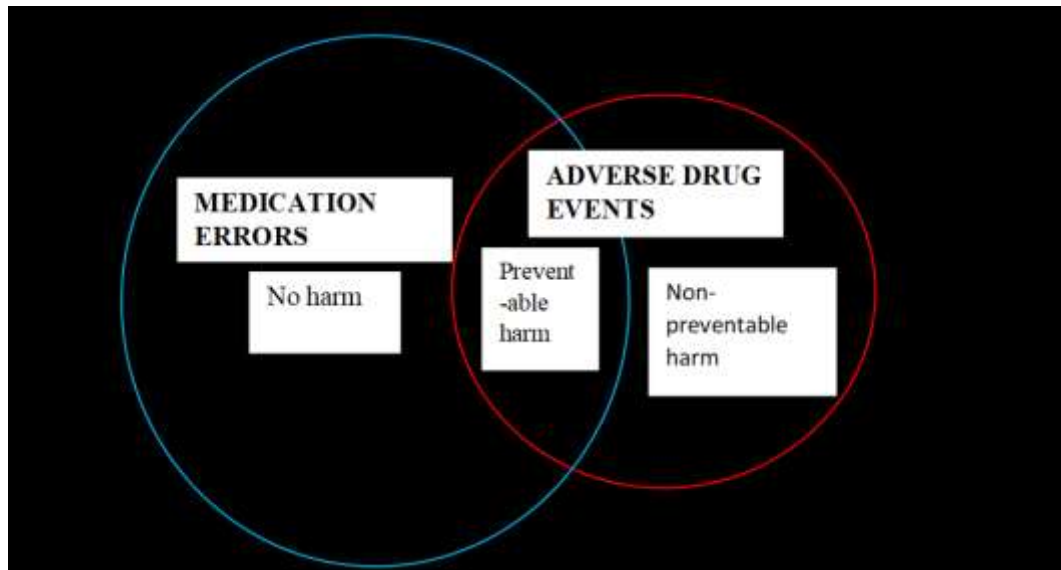 MEDICATION
ERRORS
No harm
ADVERSE DRUG
EVENTS
Prevent
-able
harm
Non-
preventable
harm